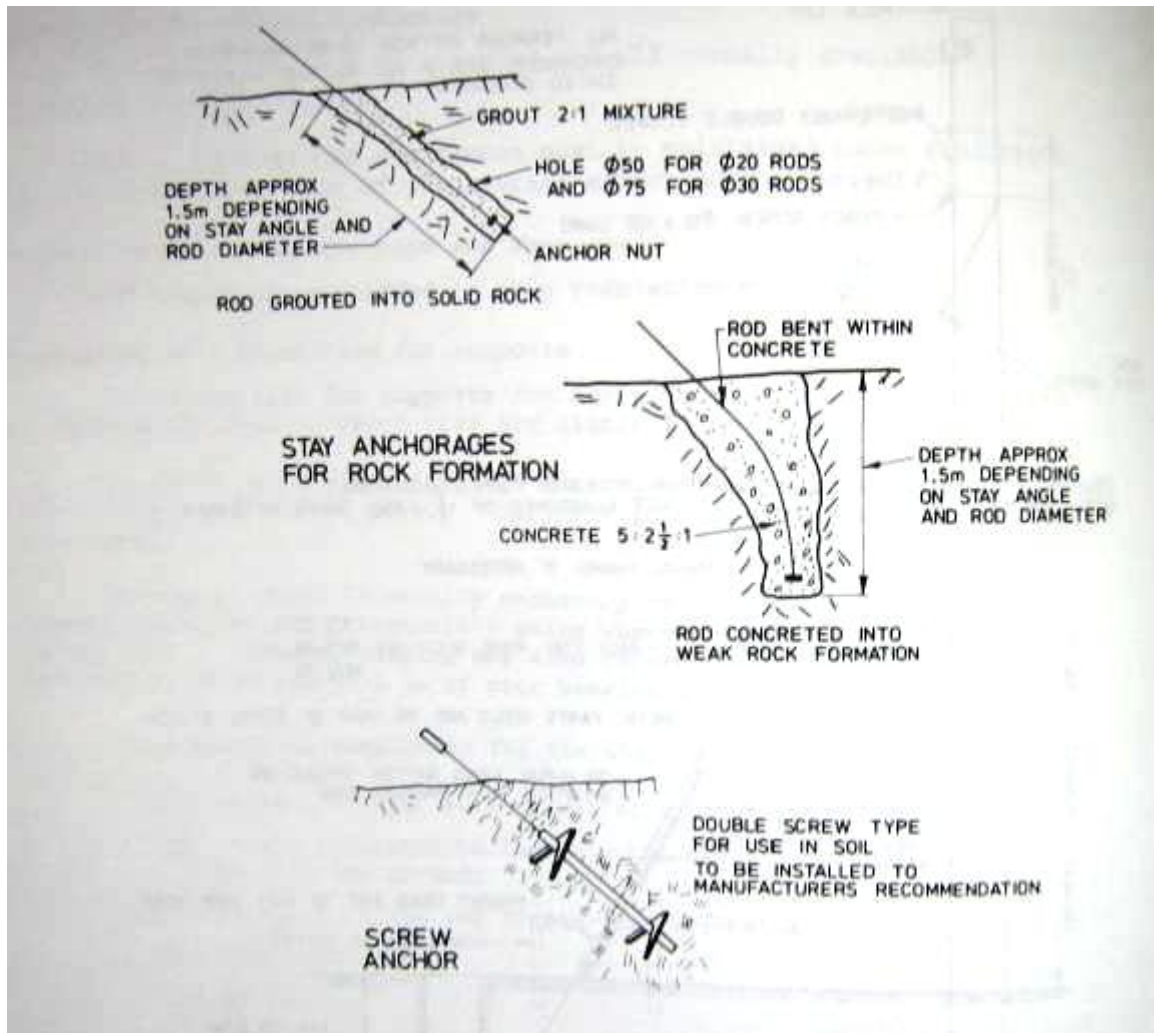 GROUT 2:1 MIXTURE
HOLE Φ50 FOR Φ20 RODS
AND Φ75 FOR Φ30 RODS
DEPTH APPROX
1.5m DEPENDING
ON STAY ANGLE AND
ROD DIAMETER
ANCHOR NUT
ROD GROUTED INTO SOLID ROCK
ROD BENT WITHIN
CONCRETE
STAY ANCHORAGES
FOR ROCK FORMATION
DEPTH APPROX
1.5m DEPENDING
ON STAY ANGLE
AND ROD DIAMETER
CONCRETE 5:2½:1
ROD CONCRETED INTO
WEAK ROCK FORMATION
DOUBLE SCREW TYPE
FOR USE IN SOIL
TO BE INSTALLED TO
MANUFACTURERS RECOMMENDATION
SCREW
ANCHOR